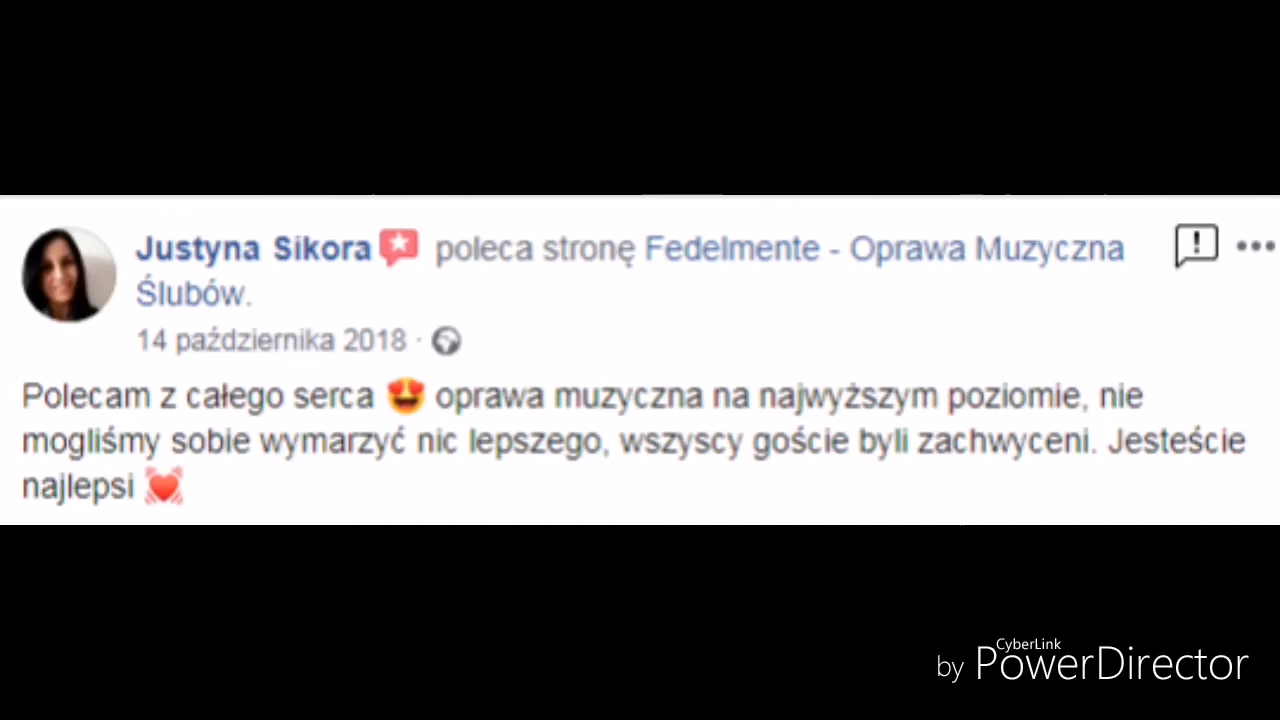 Justyna Sikora poleca stronę Fedelmente - Oprawa Muzyczna
Ślubów.
14 października 2018 ·
Polecam z całego serca 😍 oprawa muzyczna na najwyższym poziomie, nie
mogliśmy sobie wymarzyć nic lepszego, wszyscy goście byli zachwyceni. Jesteście
najlepsi 💓
CyberLink
by PowerDirector